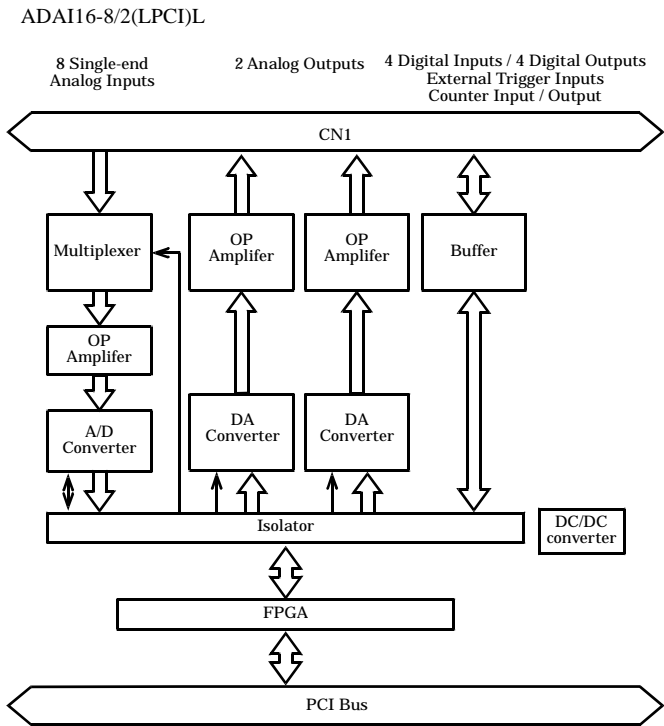 ADAI16-8/2(LPCI)L
8 Single-end
Analog Inputs
2 Analog Outputs
4 Digital Inputs / 4 Digital Outputs
External Trigger Inputs
Counter Input / Output
CN1
Multiplexer
OP
Amplifer
OP
Amplifer
Buffer
OP
Amplifer
A/D
Converter
DA
Converter
DA
Converter
Isolator
DC/DC
converter
FPGA
PCI Bus